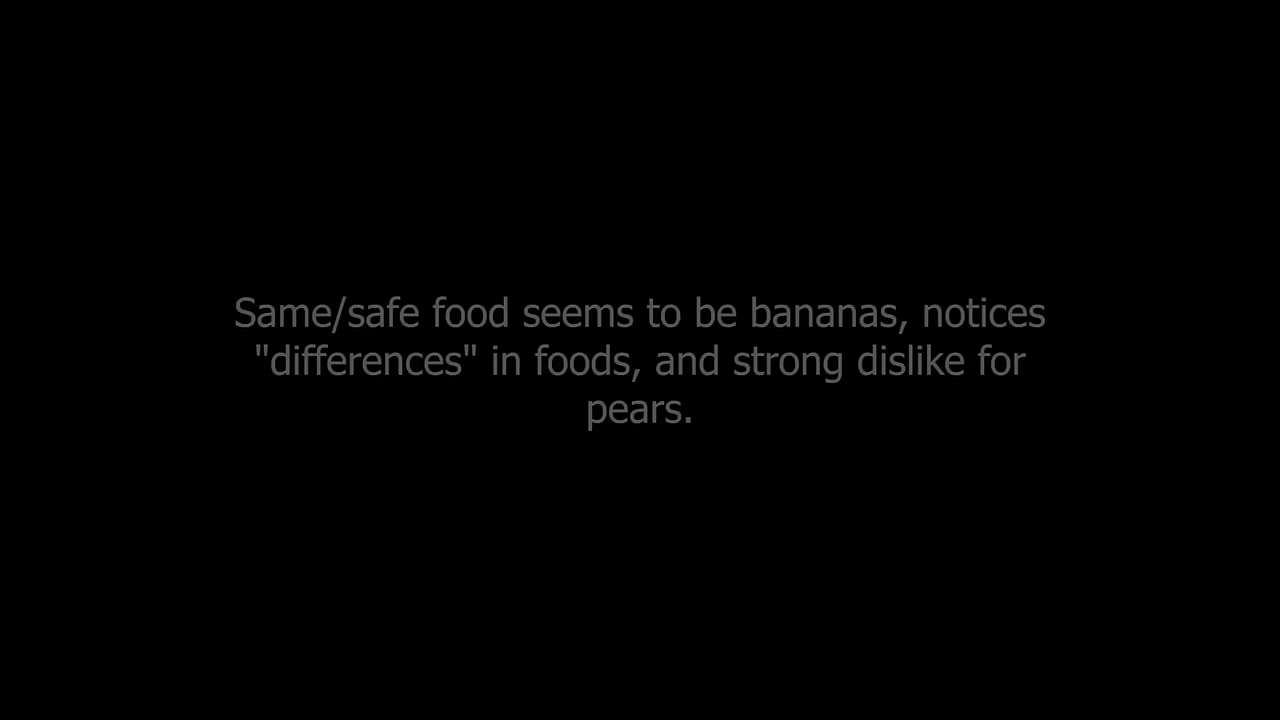 Same/safe food seems to be bananas, notices
"differences" in foods, and strong dislike for
pears.